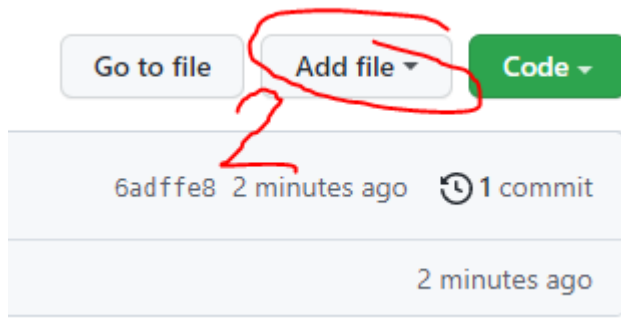 Go to file Add file Code
2
6adffe8 2 minutes ago 1 commit
2 minutes ago